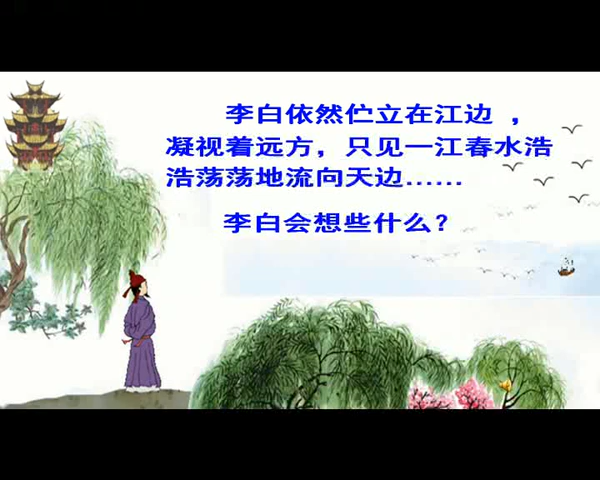 李白依然伫立在江边 ,
凝视着远方，只见一江春水浩
浩荡荡地流向天边……
李白会想些什么？